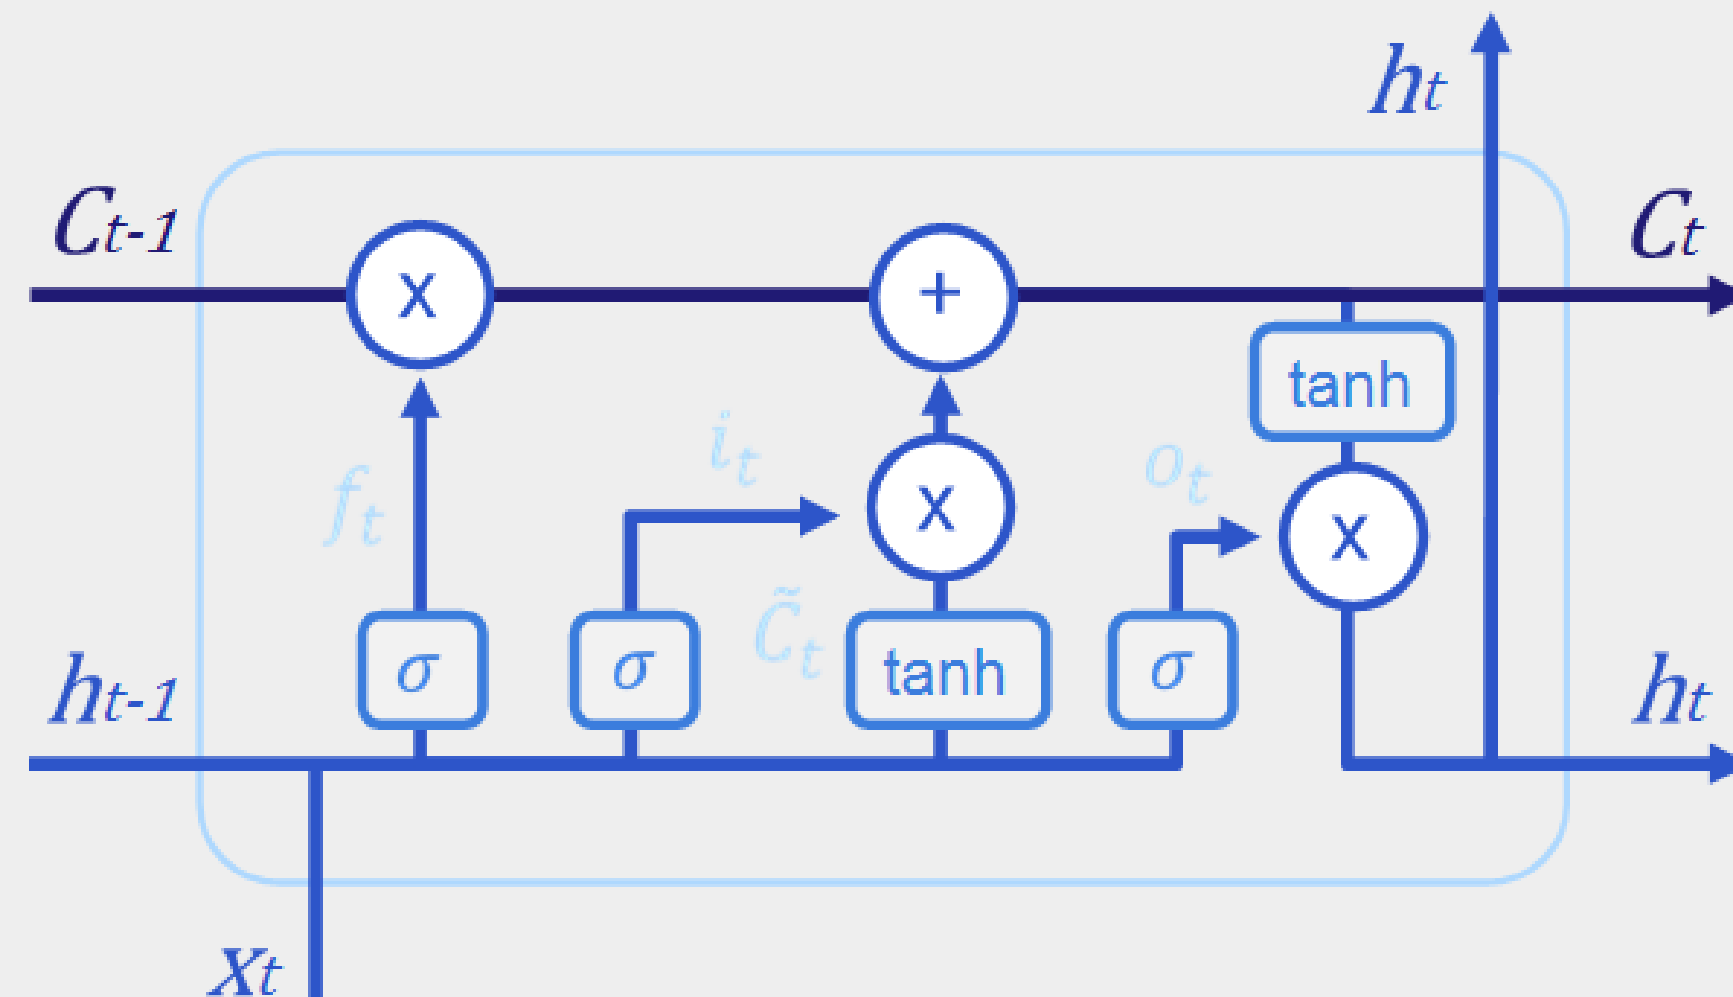 hₜ
Cₜ₋₁
Cₜ
x
+
tanh
iₜ
oₜ
fₜ
x
x
C̃ₜ
σ
σ
tanh
σ
hₜ₋₁
hₜ
xₜ